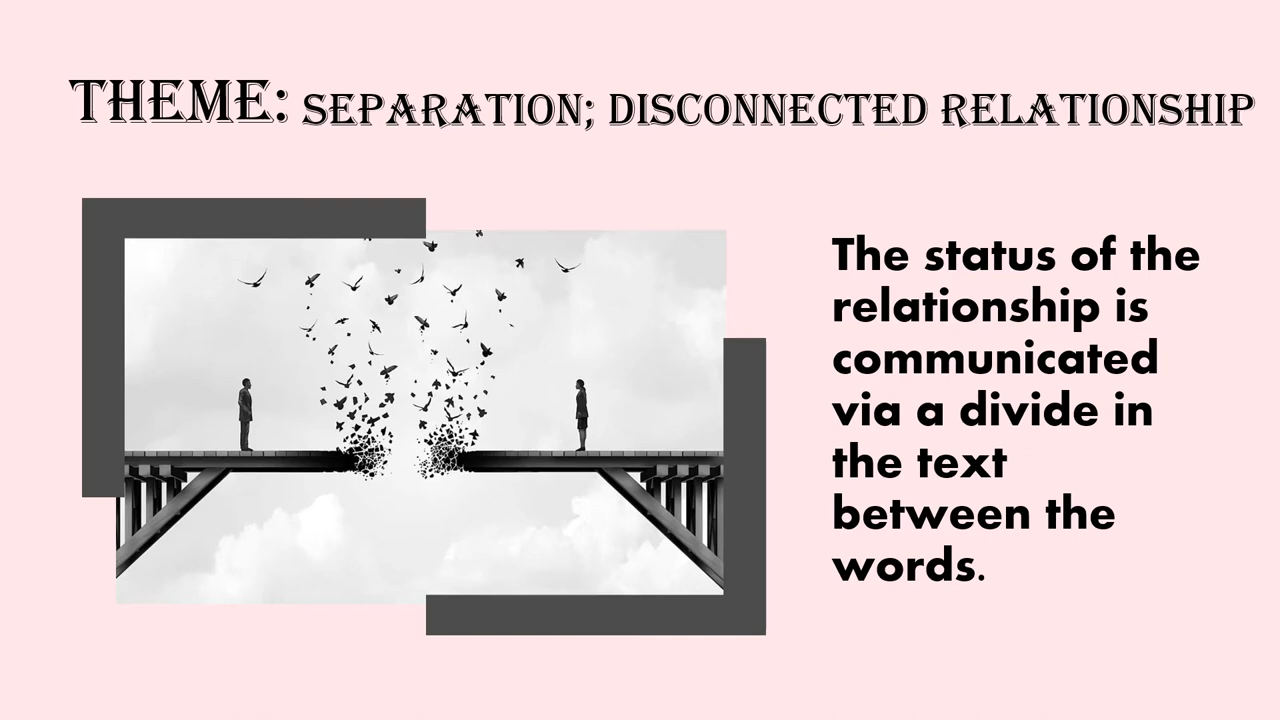 THEME: SEPARATION; DISCONNECTED RELATIONSHIP
The status of the
relationship is
communicated
via a divide in
the text
between the
words.